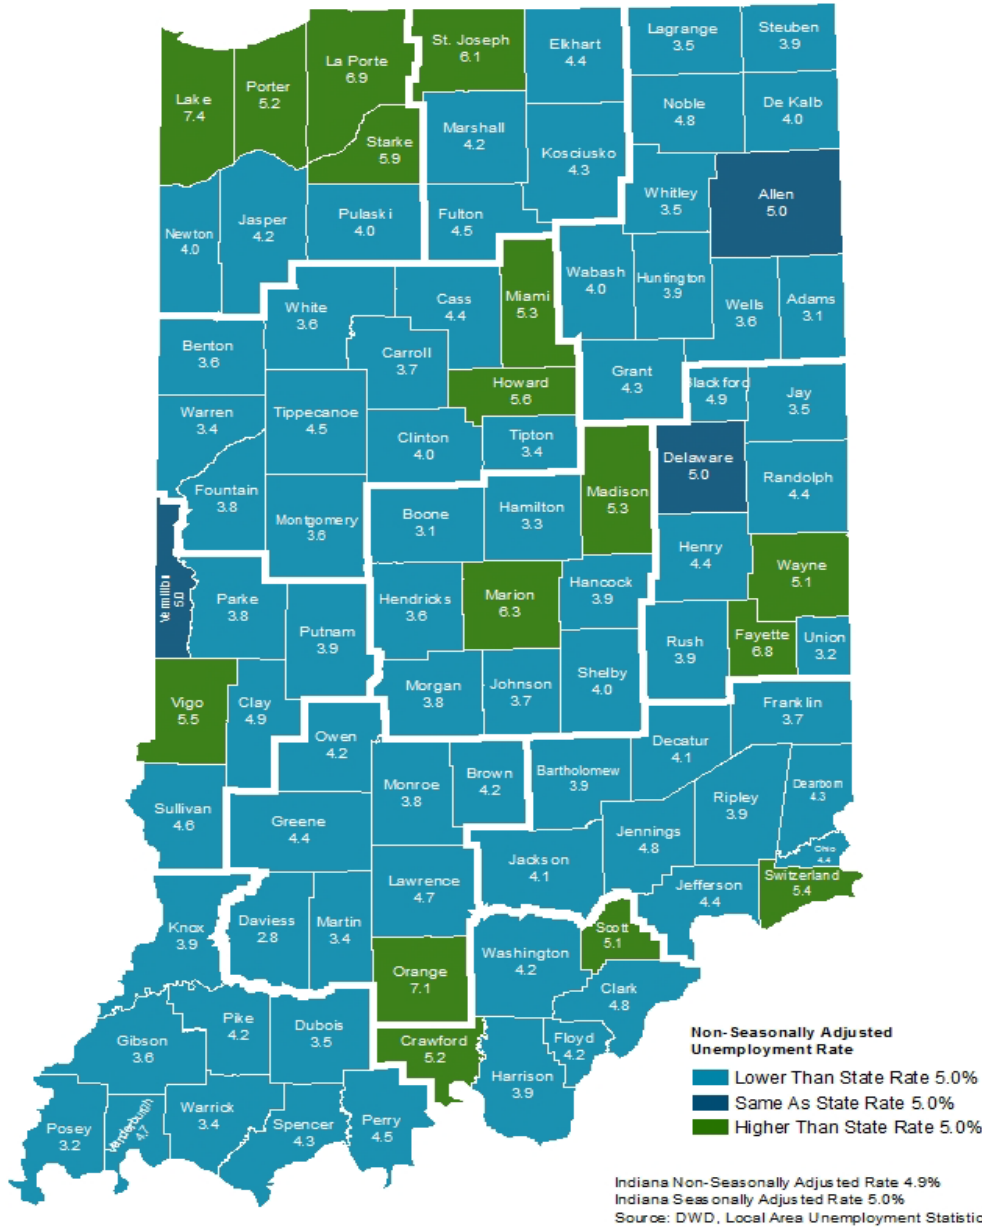 St. Joseph
6.1
Elkhart
4.4
Lagrange
3.5
Steuben
3.9
La Porte
6.9
Porter
5.2
Lake
7.4
Starke
5.9
Marshall
4.2
Kosciusko
4.3
Noble
4.8
De Kalb
4.0
Whitley
3.5
Allen
5.0
Newton
4.0
Jasper
4.2
Pulaski
4.0
Fulton
4.5
White
3.6
Cass
4.4
Miami
5.3
Wabash
4.0
Huntington
3.9
Wells
3.6
Adams
3.1
Benton
3.6
Carroll
3.7
Howard
5.6
Grant
4.3
lackford
4.9
Jay
3.5
Warren
3.4
Tippecanoe
4.5
Clinton
4.0
Tipton
3.4
Delaware
5.0
Randolph
4.4
Fountain
3.8
Montgomery
3.6
Boone
3.1
Hamilton
3.3
Madison
5.3
Henry
4.4
Wayne
5.1
Vermillion
5.0
Parke
3.8
Putnam
3.9
Hendricks
3.6
Marion
6.3
Hancock
3.9
Rush
3.9
Fayette
6.8
Union
3.2
Vigo
5.5
Clay
4.9
Morgan
3.8
Johnson
3.7
Shelby
4.0
Franklin
3.7
Owen
4.2
Monroe
3.8
Brown
4.2
Bartholomew
3.9
Decatur
4.1
Ripley
3.9
Dearborn
4.3
Sullivan
4.6
Greene
4.4
Jennings
4.8
Ohio
4.4
Lawrence
4.7
Jackson
4.1
Jefferson
4.4
Switzerland
5.4
Knox
3.9
Daviess
2.8
Martin
3.4
Orange
7.1
Washington
4.2
Scott
5.1
Clark
4.8
Gibson
3.6
Pike
4.2
Dubois
3.5
Crawford
5.2
Floyd
4.2
Harrison
3.9
Posey
3.2
Vanderburgh
4.7
Warrick
3.4
Spencer
4.3
Perry
4.5
Non-Seasonally Adjusted
Unemployment Rate
Lower Than State Rate 5.0%
Same As State Rate 5.0%
Higher Than State Rate 5.0%
Indiana Non-Seasonally Adjusted Rate 4.9%
Indiana Seasonally Adjusted Rate 5.0%
Source: DWD, Local Area Unemployment Statistic